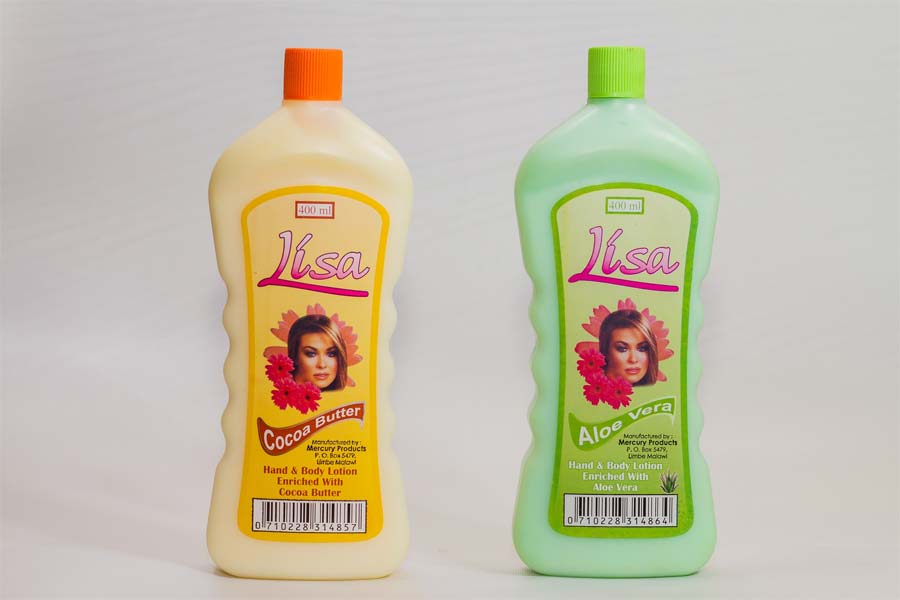 400 ml
Lísa
Cocoa Butter
Manufactured by :
Mercury Products
P. O. Box 5479,
Limbe Malawi
Hand & Body Lotion
Enriched With
Cocoa Butter
0 710228 314857
400 ml
Lísa
Aloe Vera
Manufactured by :
Mercury Products
P. O. Box 5479,
Limbe Malawi
Hand & Body Lotion
Enriched With
Aloe Vera
0 710228 314864